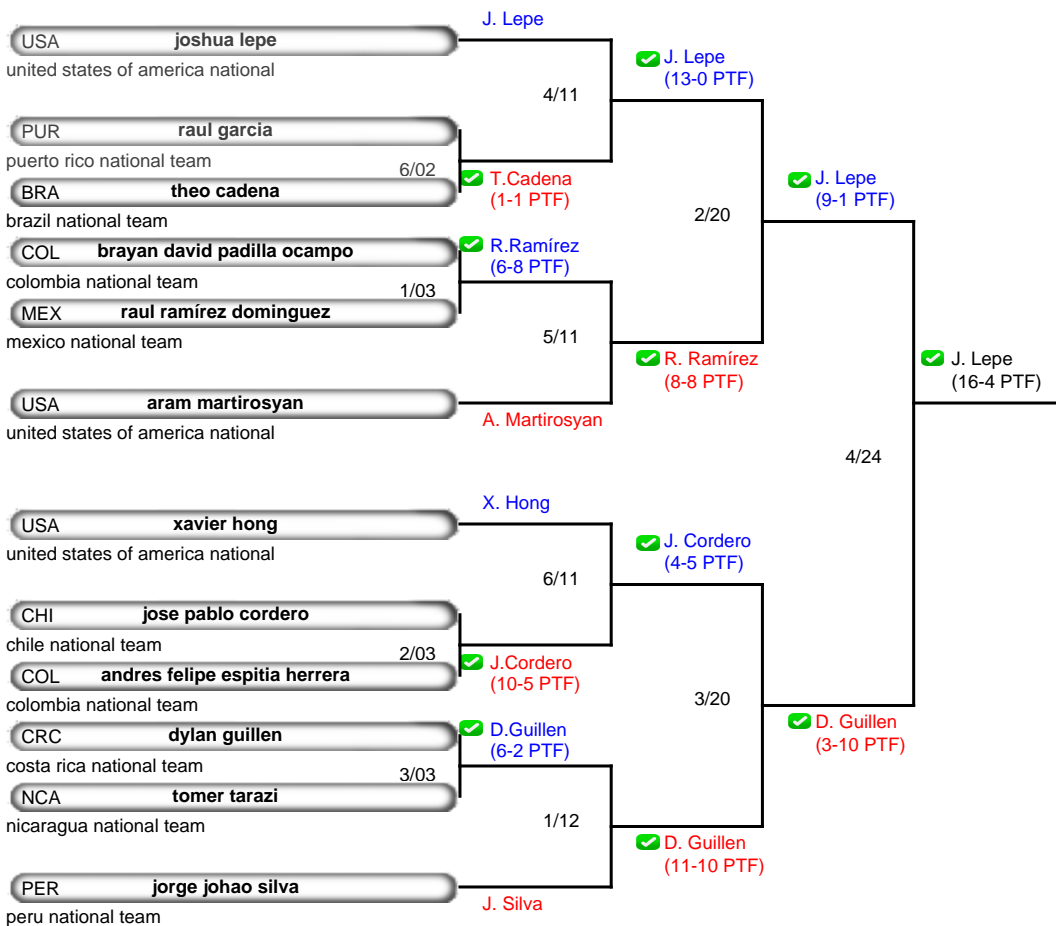 J. Lepe
USA joshua lepe
united states of america national
J. Lepe
(13-0 PTF)
4/11
PUR raul garcia
puerto rico national team
6/02
BRA theo cadena
brazil national team
T.Cadena
(1-1 PTF)
J. Lepe
(9-1 PTF)
2/20
COL brayan david padilla ocampo
colombia national team
R.Ramírez
(6-8 PTF)
1/03
MEX raul ramírez dominguez
mexico national team
5/11
R. Ramírez
(8-8 PTF)
J. Lepe
(16-4 PTF)
USA aram martirosyan
united states of america national
A. Martirosyan
4/24
X. Hong
USA xavier hong
united states of america national
J. Cordero
(4-5 PTF)
6/11
CHI jose pablo cordero
chile national team
2/03
COL andres felipe espitia herrera
colombia national team
J.Cordero
(10-5 PTF)
3/20
CRC dylan guillen
costa rica national team
D.Guillen
(6-2 PTF)
D. Guillen
(3-10 PTF)
3/03
NCA tomer tarazi
nicaragua national team
1/12
D. Guillen
(11-10 PTF)
PER jorge johao silva
peru national team
J. Silva